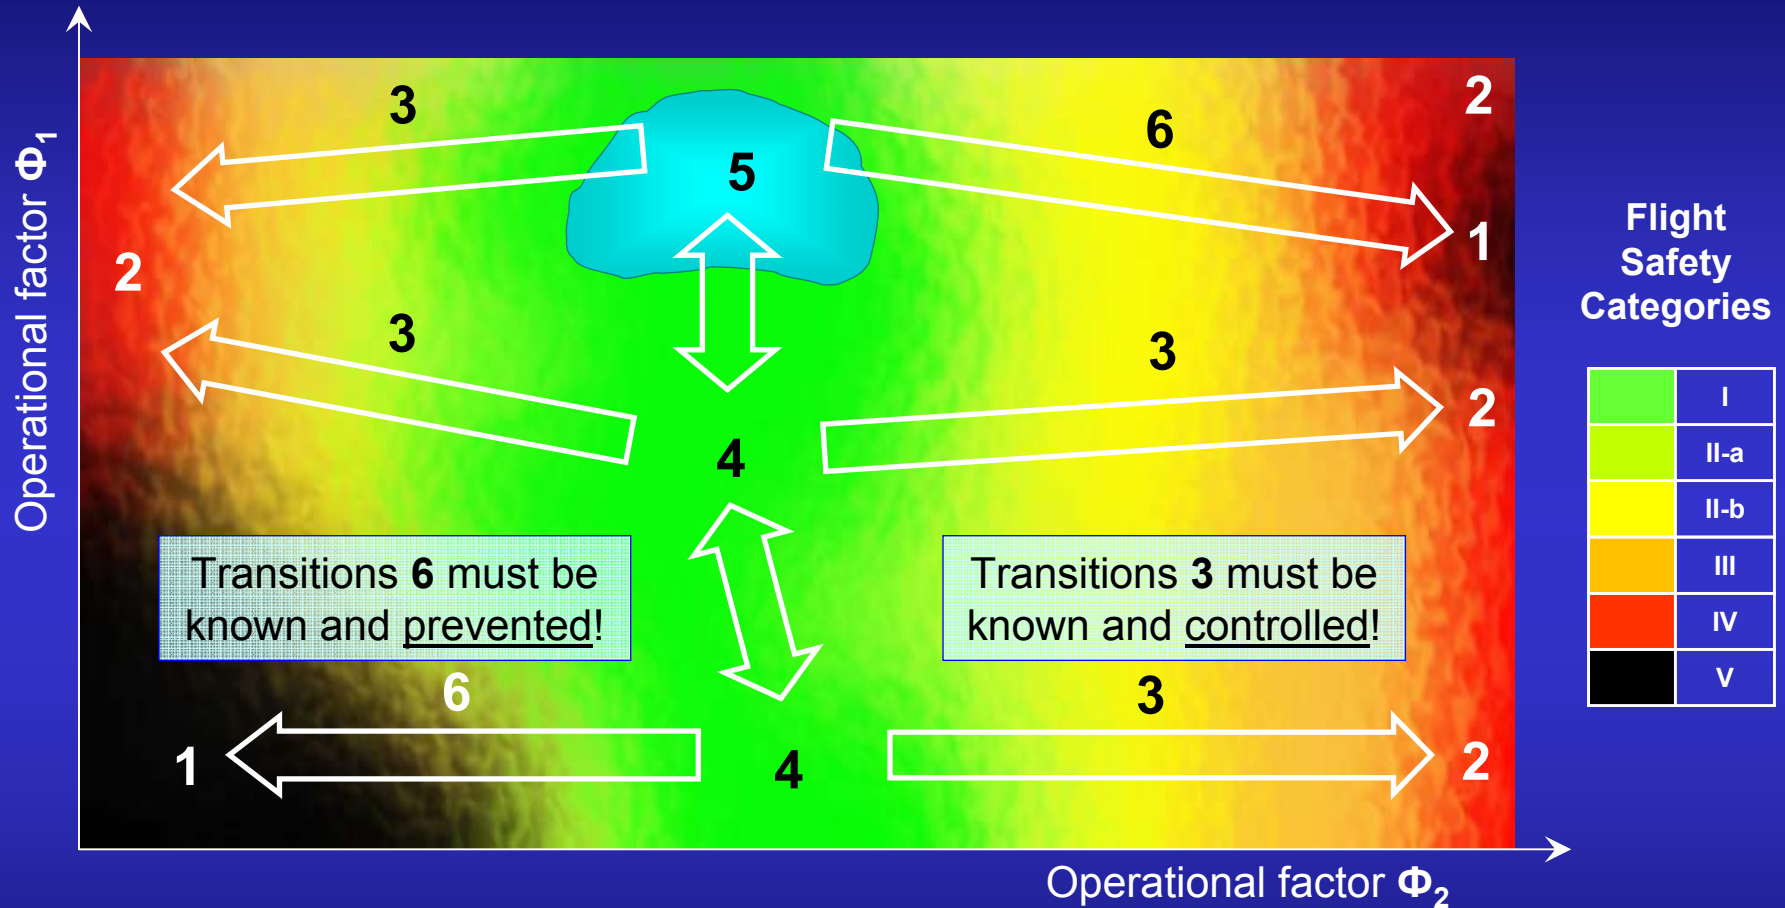 Operational factor Φ₁
3
6
2
5
1
2
3
3
2
4
Transitions 6 must be
known and prevented!
Transitions 3 must be
known and controlled!
6
3
1
4
2
Operational factor Φ₂
Flight
Safety
Categories
I
II-a
II-b
III
IV
V